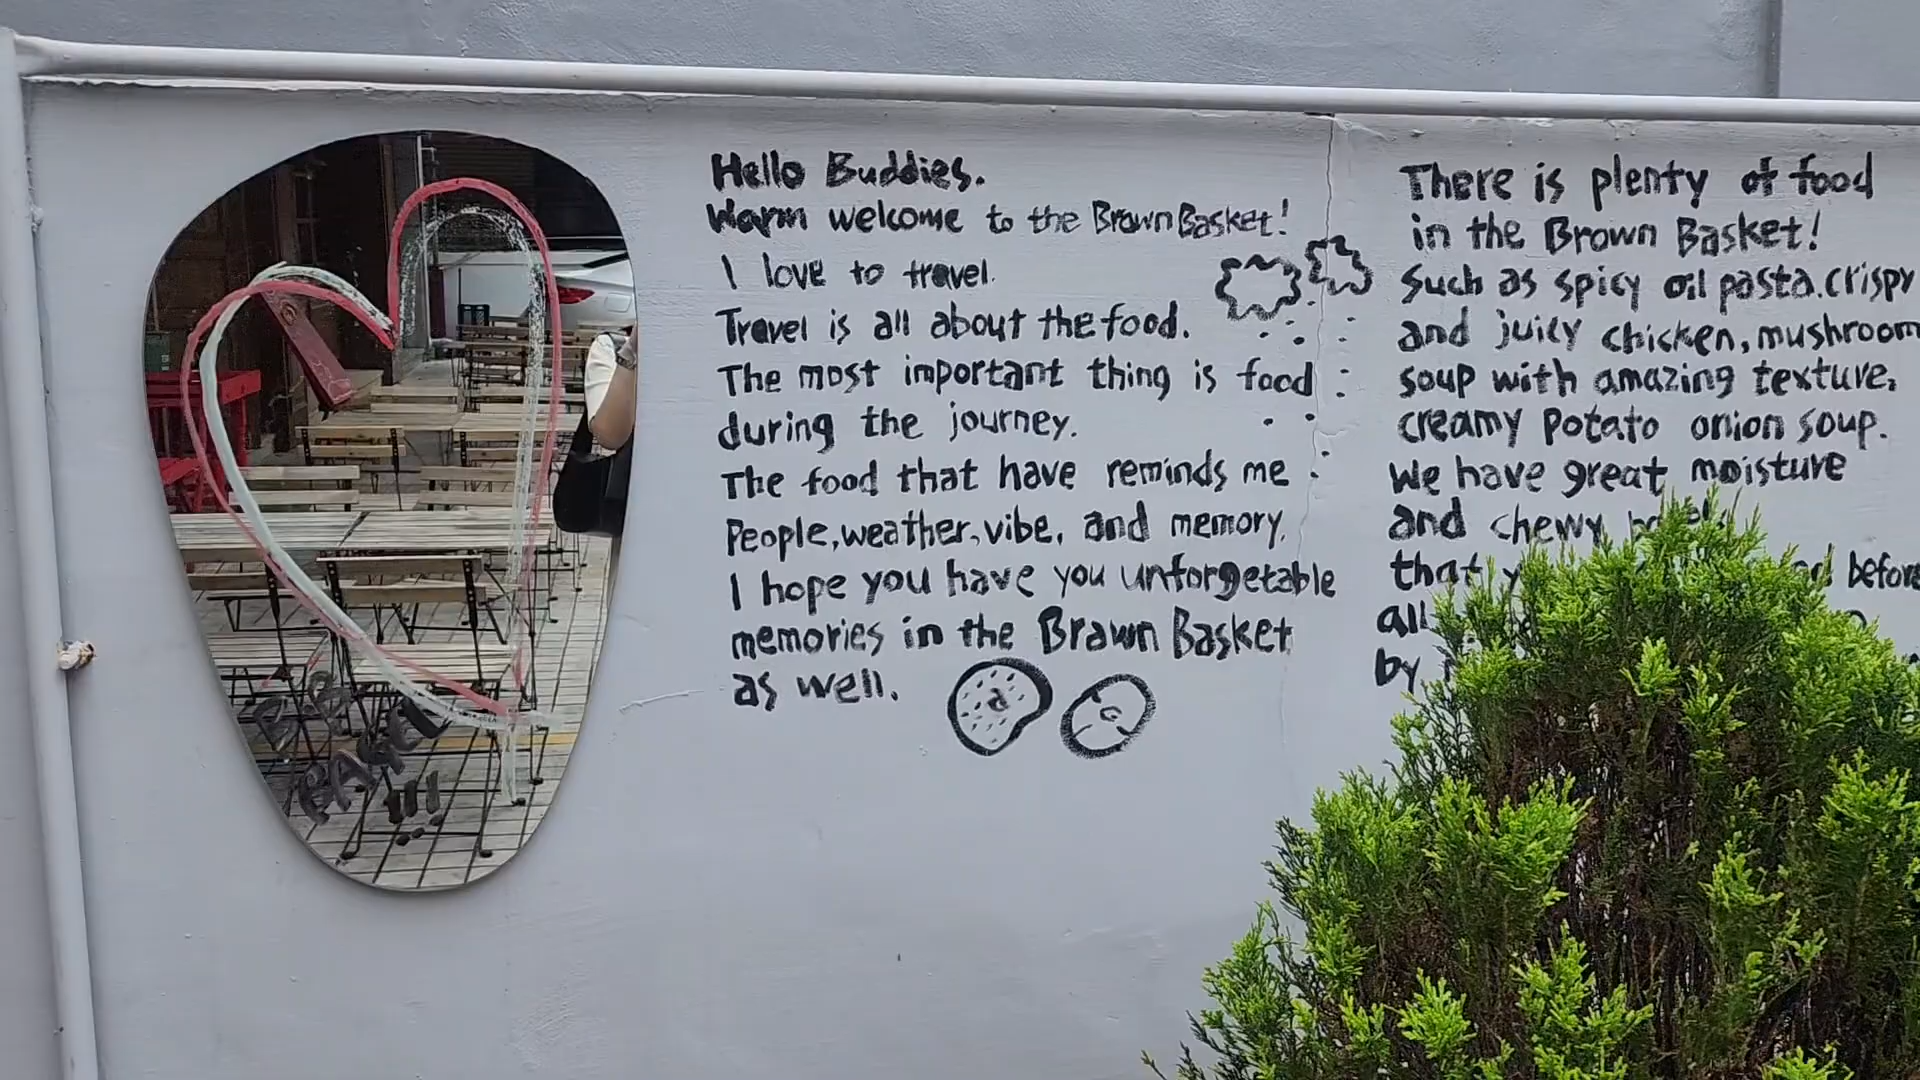 Hello Buddies.
Warm welcome to the Brown Basket!
I love to travel.
Travel is all about the food.
The most important thing is food
during the journey.
The food that have reminds me
People, weather, vibe, and memory.
I hope you have you unforgetable
memories in the Brown Basket
as well.
There is plenty of food
in the Brown Basket!
Such as spicy oil pasta. crispy
and juicy chicken, mushroom
soup with amazing texture,
creamy Potato onion soup.
We have great moisture
and chewy
that before
all
by